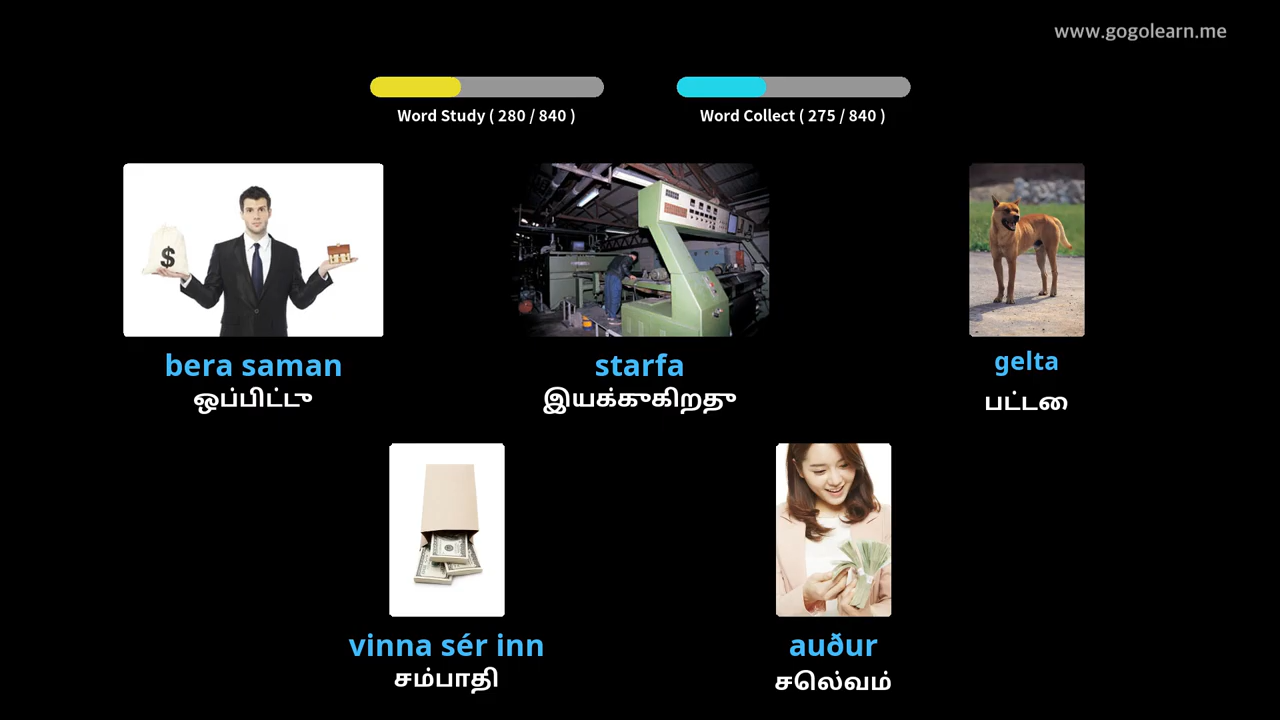 www.gogolearn.me
Word Study ( 280 / 840 )
Word Collect ( 275 / 840 )
bera saman
ஒப்பிட்டு
starfa
இயக்குகிறது
gelta
பட்டை
vinna sér inn
சம்பாதி
auður
செல்வம்